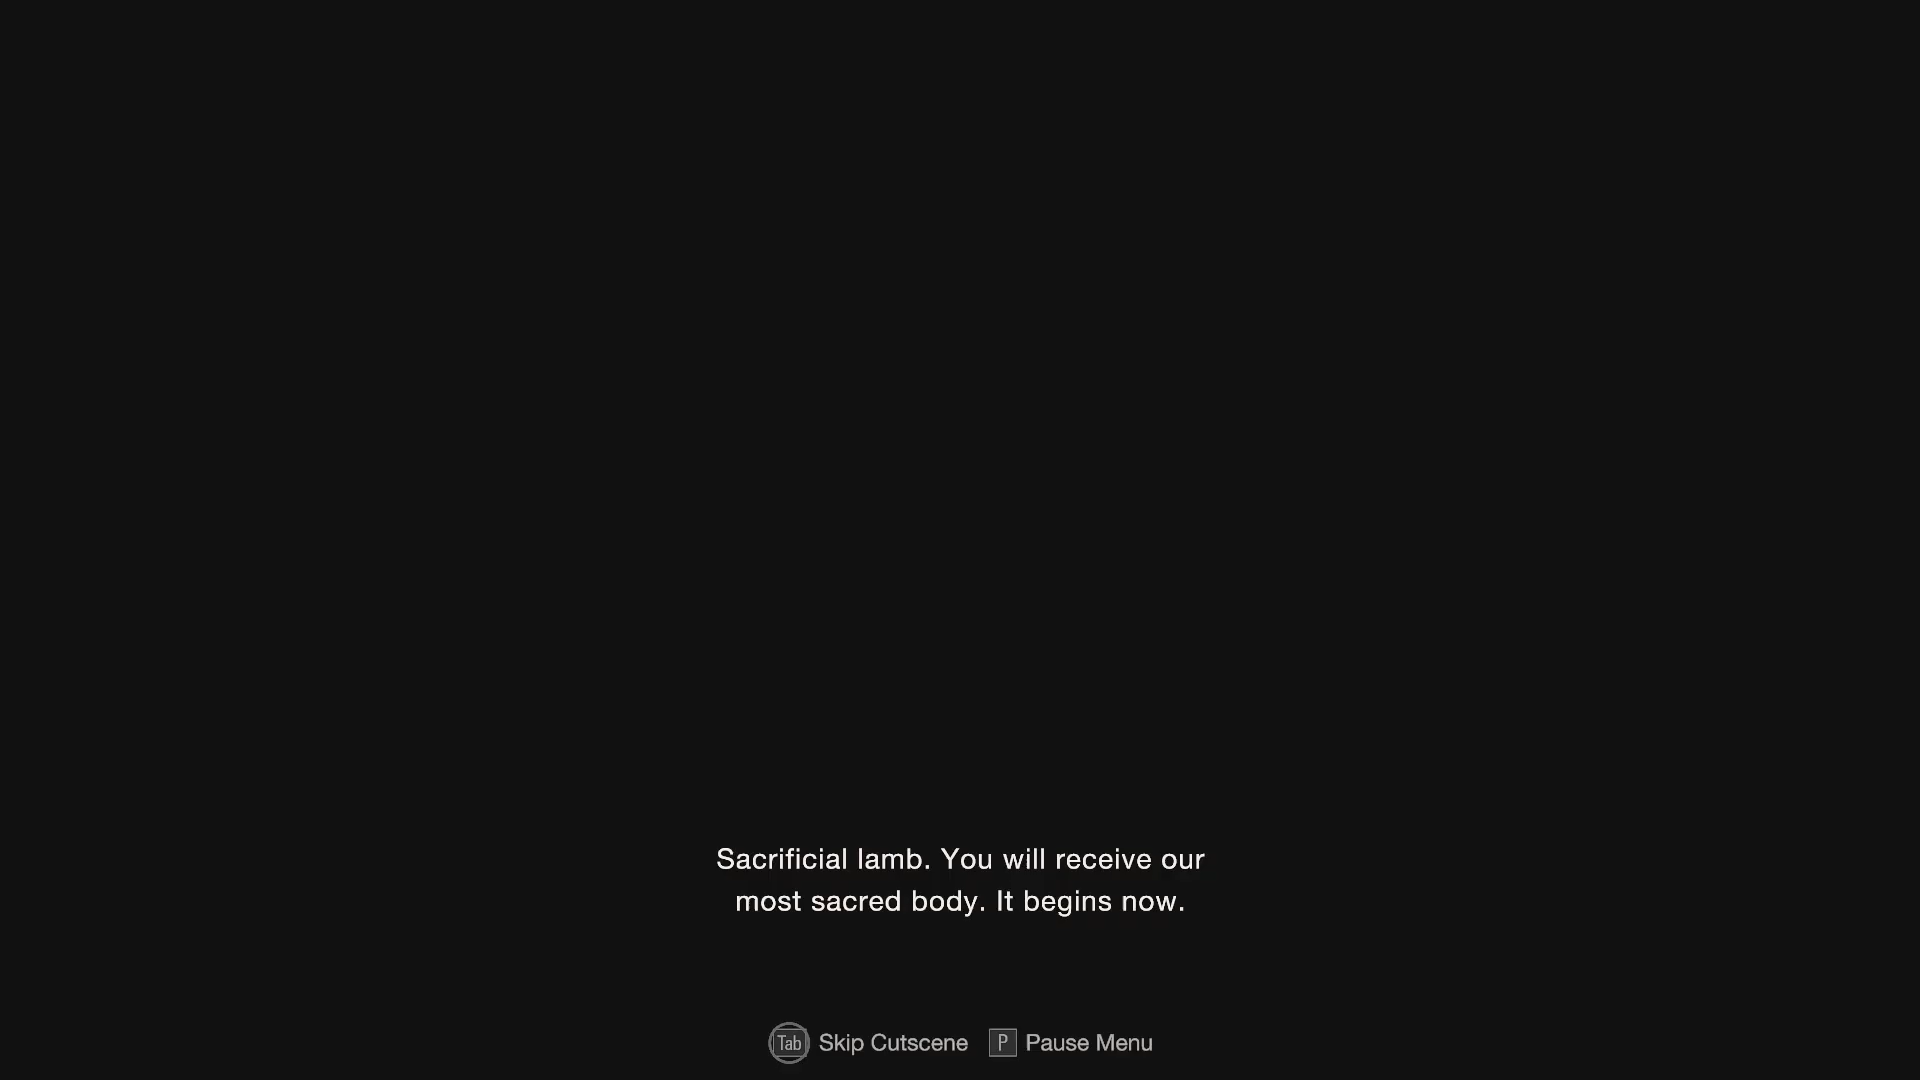 Sacrificial lamb. You will receive our
most sacred body. It begins now.
Tab Skip Cutscene P Pause Menu